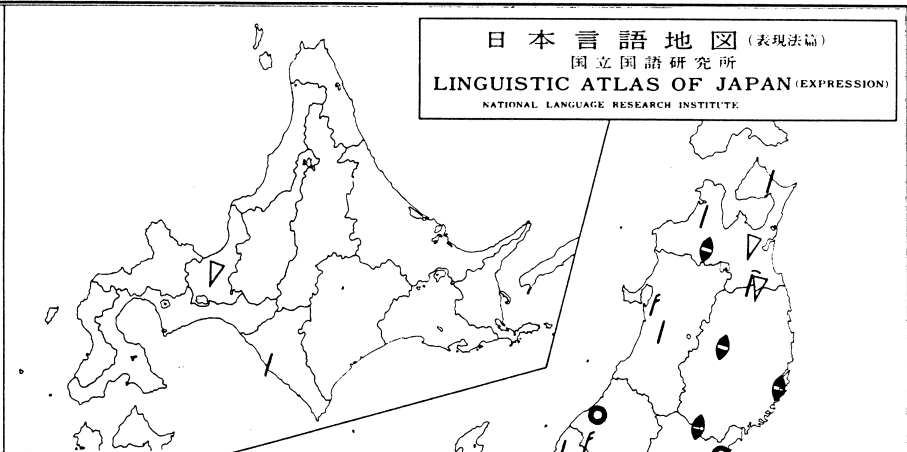 日本言語地図(表現法篇)
国立国語研究所
LINGUISTIC ATLAS OF JAPAN (EXPRESSION)
NATIONAL LANGUAGE RESEARCH INSTITUTE